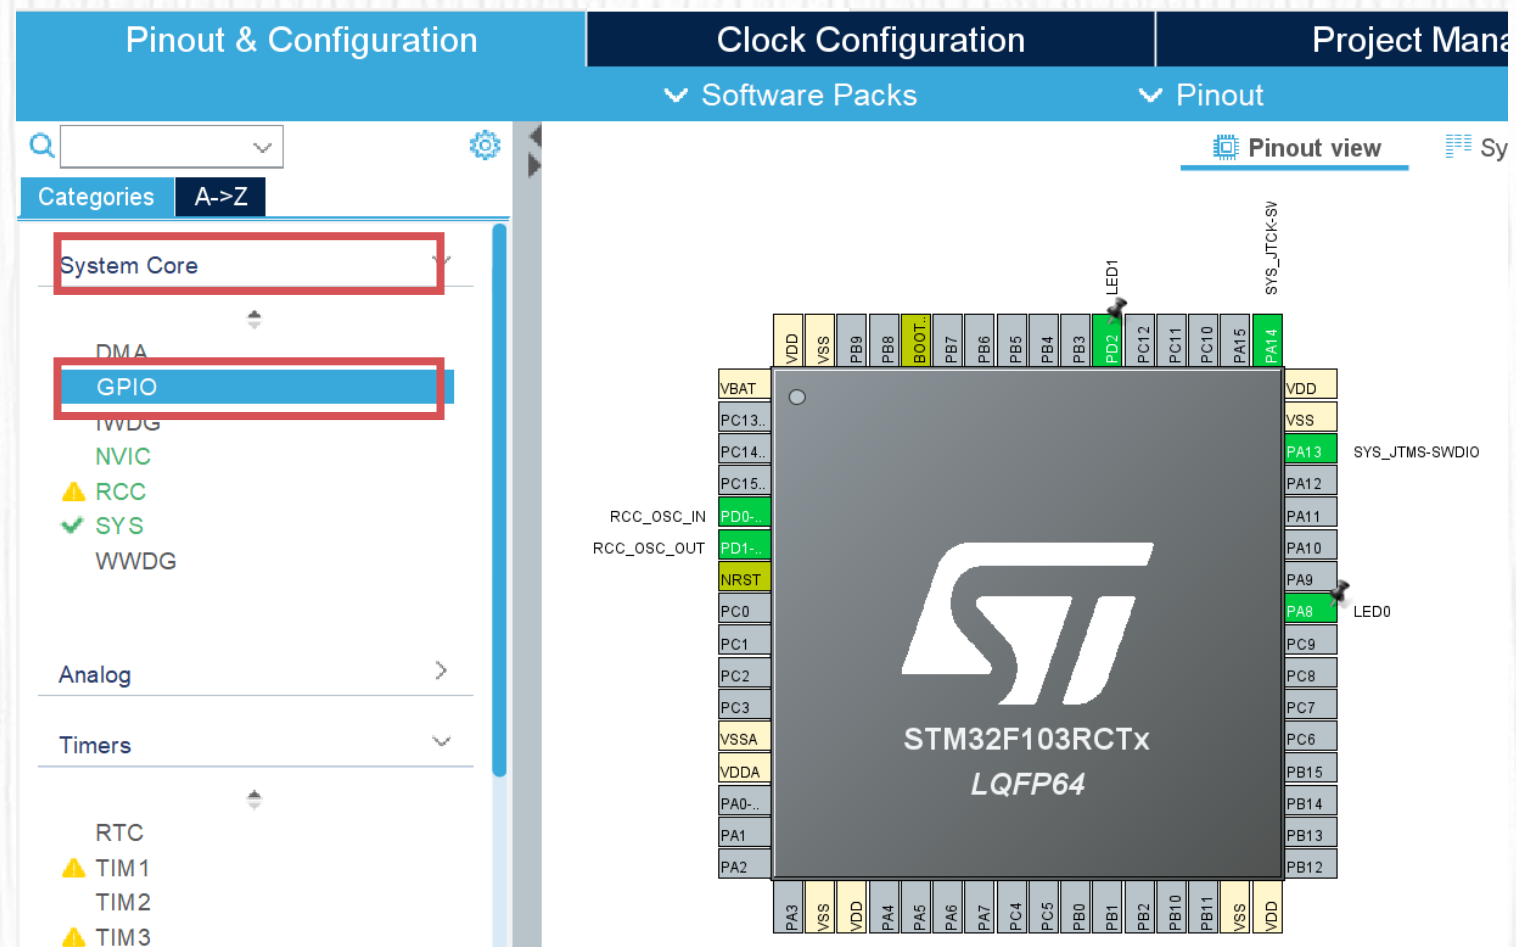 Pinout & Configuration
Clock Configuration
Project Mana
Software Packs
Pinout
Categories
A->Z
Pinout view
Sy
System Core
DMA
GPIO
IWDG
NVIC
RCC
SYS
WWDG
Analog
Timers
RTC
TIM1
TIM2
TIM3
LED1
SYS_JTCK-SV
VDD
VSS
PB9
PB8
BOOT..
PB7
PB6
PB5
PB4
PB3
PD2
PC12
PC11
PC10
PA15
PA14
VBAT
PC13..
PC14..
PC15..
RCC_OSC_IN PD0-..
RCC_OSC_OUT PD1-..
NRST
PC0
PC1
PC2
PC3
VSSA
VDDA
PA0-..
PA1
PA2
STM32F103RCTx
LQFP64
VDD
VSS
PA13 SYS_JTMS-SWDIO
PA12
PA11
PA10
PA9
PA8 LED0
PC9
PC8
PC7
PC6
PB15
PB14
PB13
PB12
PA3
VSS
VDD
PA4
PA5
PA6
PA7
PC4
PC5
PB0
PB1
PB2
PB10
PB11
VSS
VDD